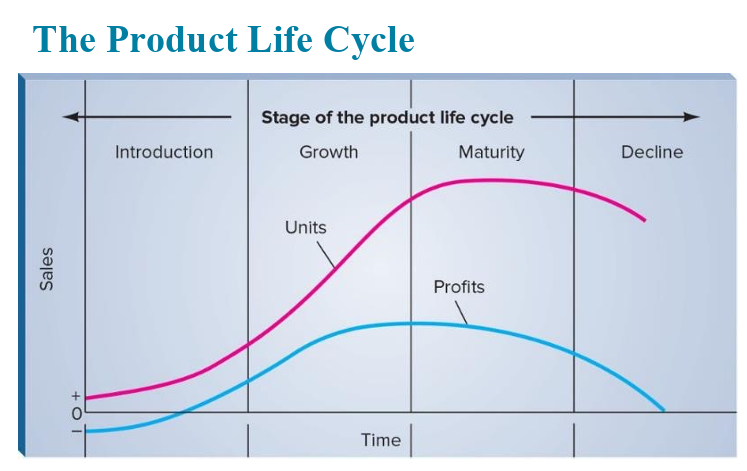 The Product Life Cycle
Stage of the product life cycle
Introduction Growth Maturity Decline
Units
Sales
Profits
+
0
−
Time